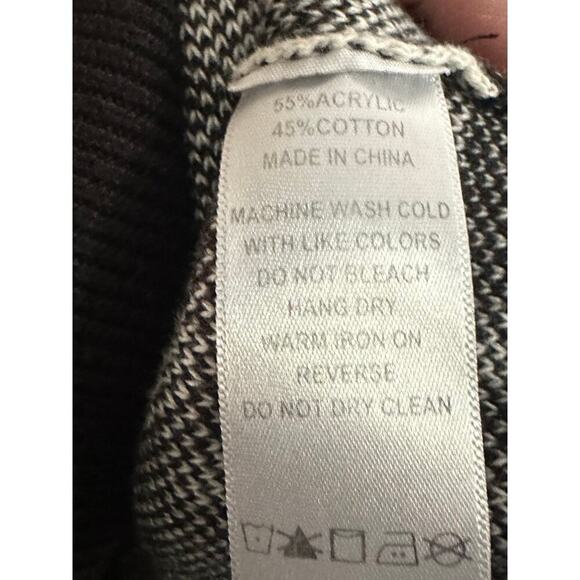 55%ACRYLIC
45%COTTON
MADE IN CHINA
MACHINE WASH COLD
WITH LIKE COLORS
DO NOT BLEACH
HANG DRY
WARM IRON ON
REVERSE
DO NOT DRY CLEAN